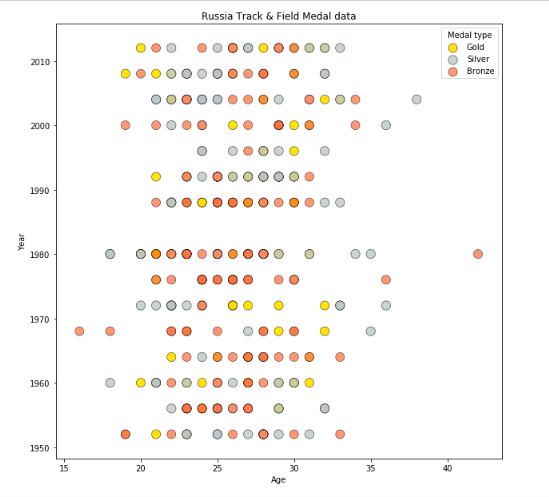 Russia Track & Field Medal data
Medal type
Gold
Silver
Bronze
2010
2000
1990
1980
1970
1960
1950
Year
15 20 25 30 35 40
Age